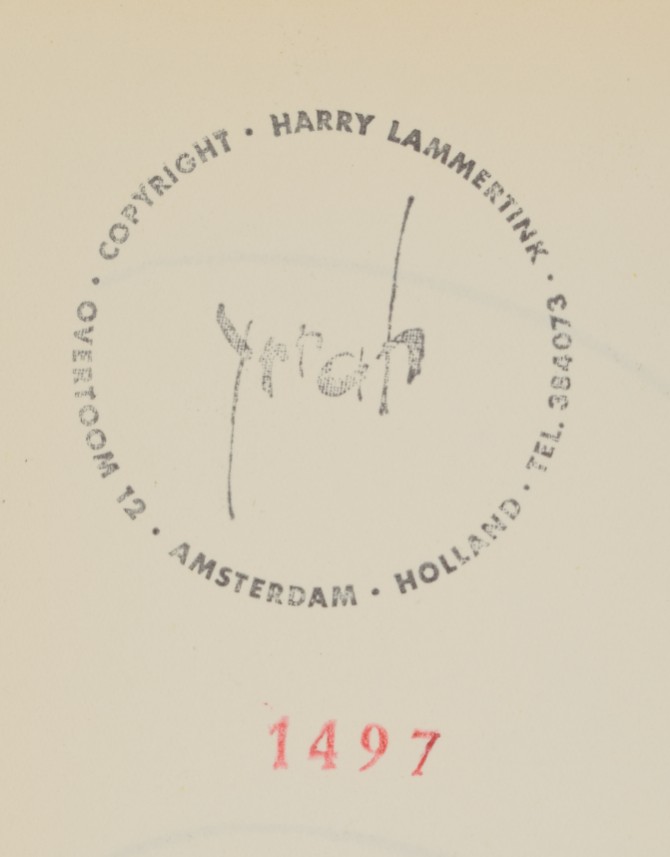 COPYRIGHT • HARRY LAMMERTINK • TEL. 384073 • HOLLAND • AMSTERDAM • OVERTOOM 12 •
yrrah
1497